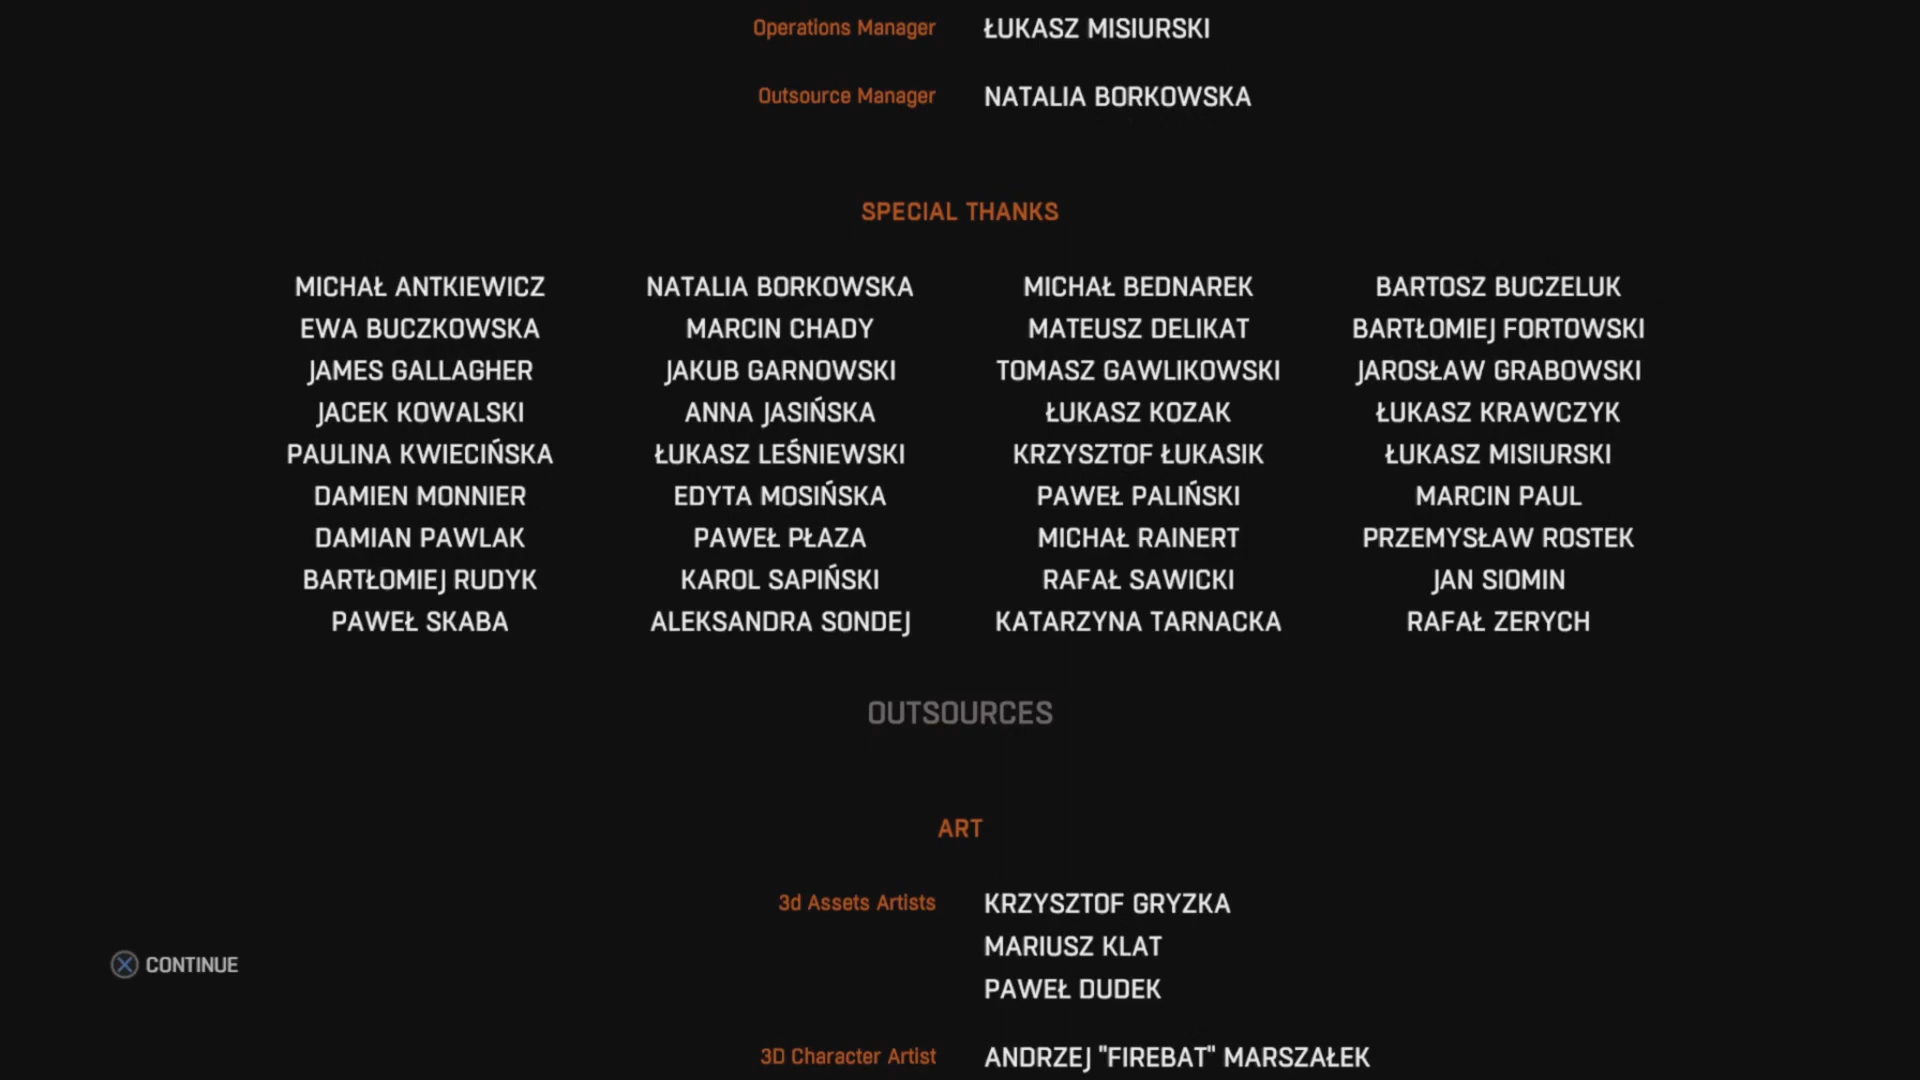 Operations Manager ŁUKASZ MISIURSKI
Outsource Manager NATALIA BORKOWSKA
SPECIAL THANKS
MICHAŁ ANTKIEWICZ NATALIA BORKOWSKA MICHAŁ BEDNAREK BARTOSZ BUCZELUK
EWA BUCZKOWSKA MARCIN CHADY MATEUSZ DELIKAT BARTŁOMIEJ FORTOWSKI
JAMES GALLAGHER JAKUB GARNOWSKI TOMASZ GAWLIKOWSKI JAROSŁAW GRABOWSKI
JACEK KOWALSKI ANNA JASIŃSKA ŁUKASZ KOZAK ŁUKASZ KRAWCZYK
PAULINA KWIECIŃSKA ŁUKASZ LEŚNIEWSKI KRZYSZTOF ŁUKASIK ŁUKASZ MISIURSKI
DAMIEN MONNIER EDYTA MOSIŃSKA PAWEŁ PALIŃSKI MARCIN PAUL
DAMIAN PAWLAK PAWEŁ PŁAZA MICHAŁ RAINERT PRZEMYSŁAW ROSTEK
BARTŁOMIEJ RUDYK KAROL SAPIŃSKI RAFAŁ SAWICKI JAN SIOMIN
PAWEŁ SKABA ALEKSANDRA SONDEJ KATARZYNA TARNACKA RAFAŁ ZERYCH
OUTSOURCES
ART
3d Assets Artists KRZYSZTOF GRYZKA
MARIUSZ KLAT
CONTINUE
PAWEŁ DUDEK
3D Character Artist ANDRZEJ "FIREBAT" MARSZAŁEK